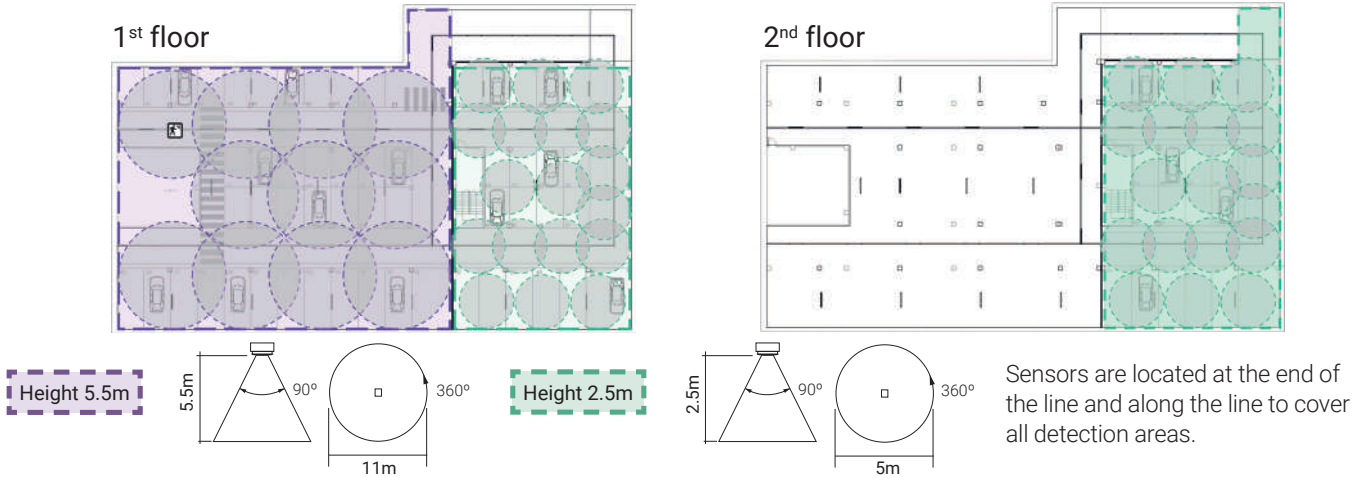 1st floor
2nd floor
Height 5.5m
5.5m
90º
360º
11m
Height 2.5m
2.5m
90º
360º
5m
Sensors are located at the end of
the line and along the line to cover
all detection areas.